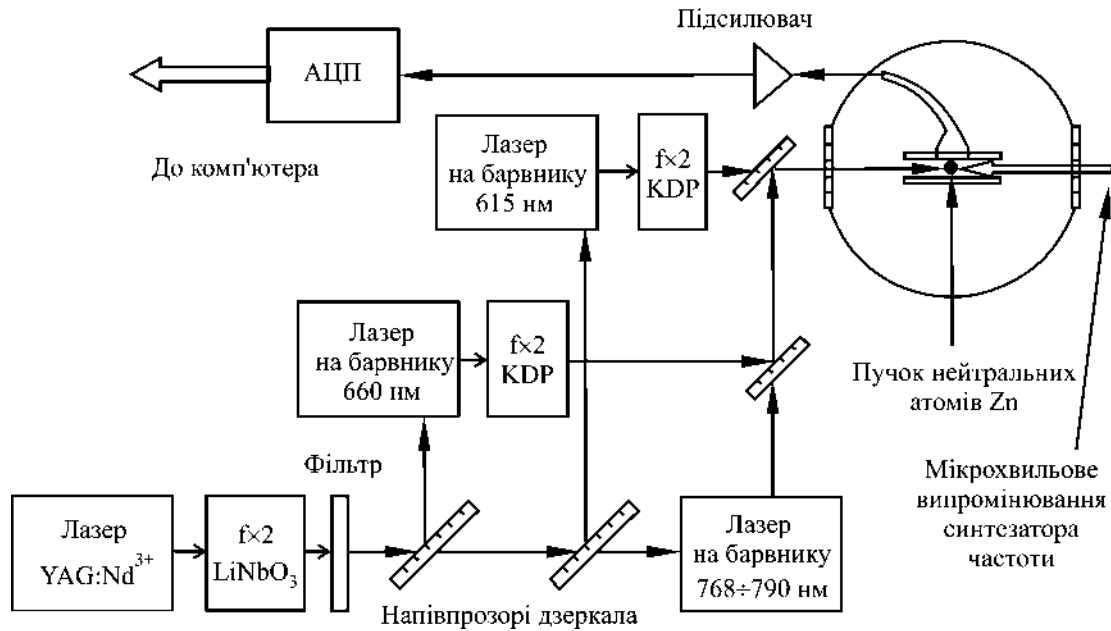 Підсилювач
АЦП
До комп'ютера
Лазер
на барвнику
615 нм
f×2
KDP
Лазер
на барвнику
660 нм
f×2
KDP
Пучок нейтральних
атомів Zn
Мікрохвильове
випромінювання
синтезатора
частоти
Фільтр
Лазер
YAG:Nd³⁺
f×2
LiNbO₃
Лазер
на барвнику
768÷790 нм
Напівпрозорі дзеркала